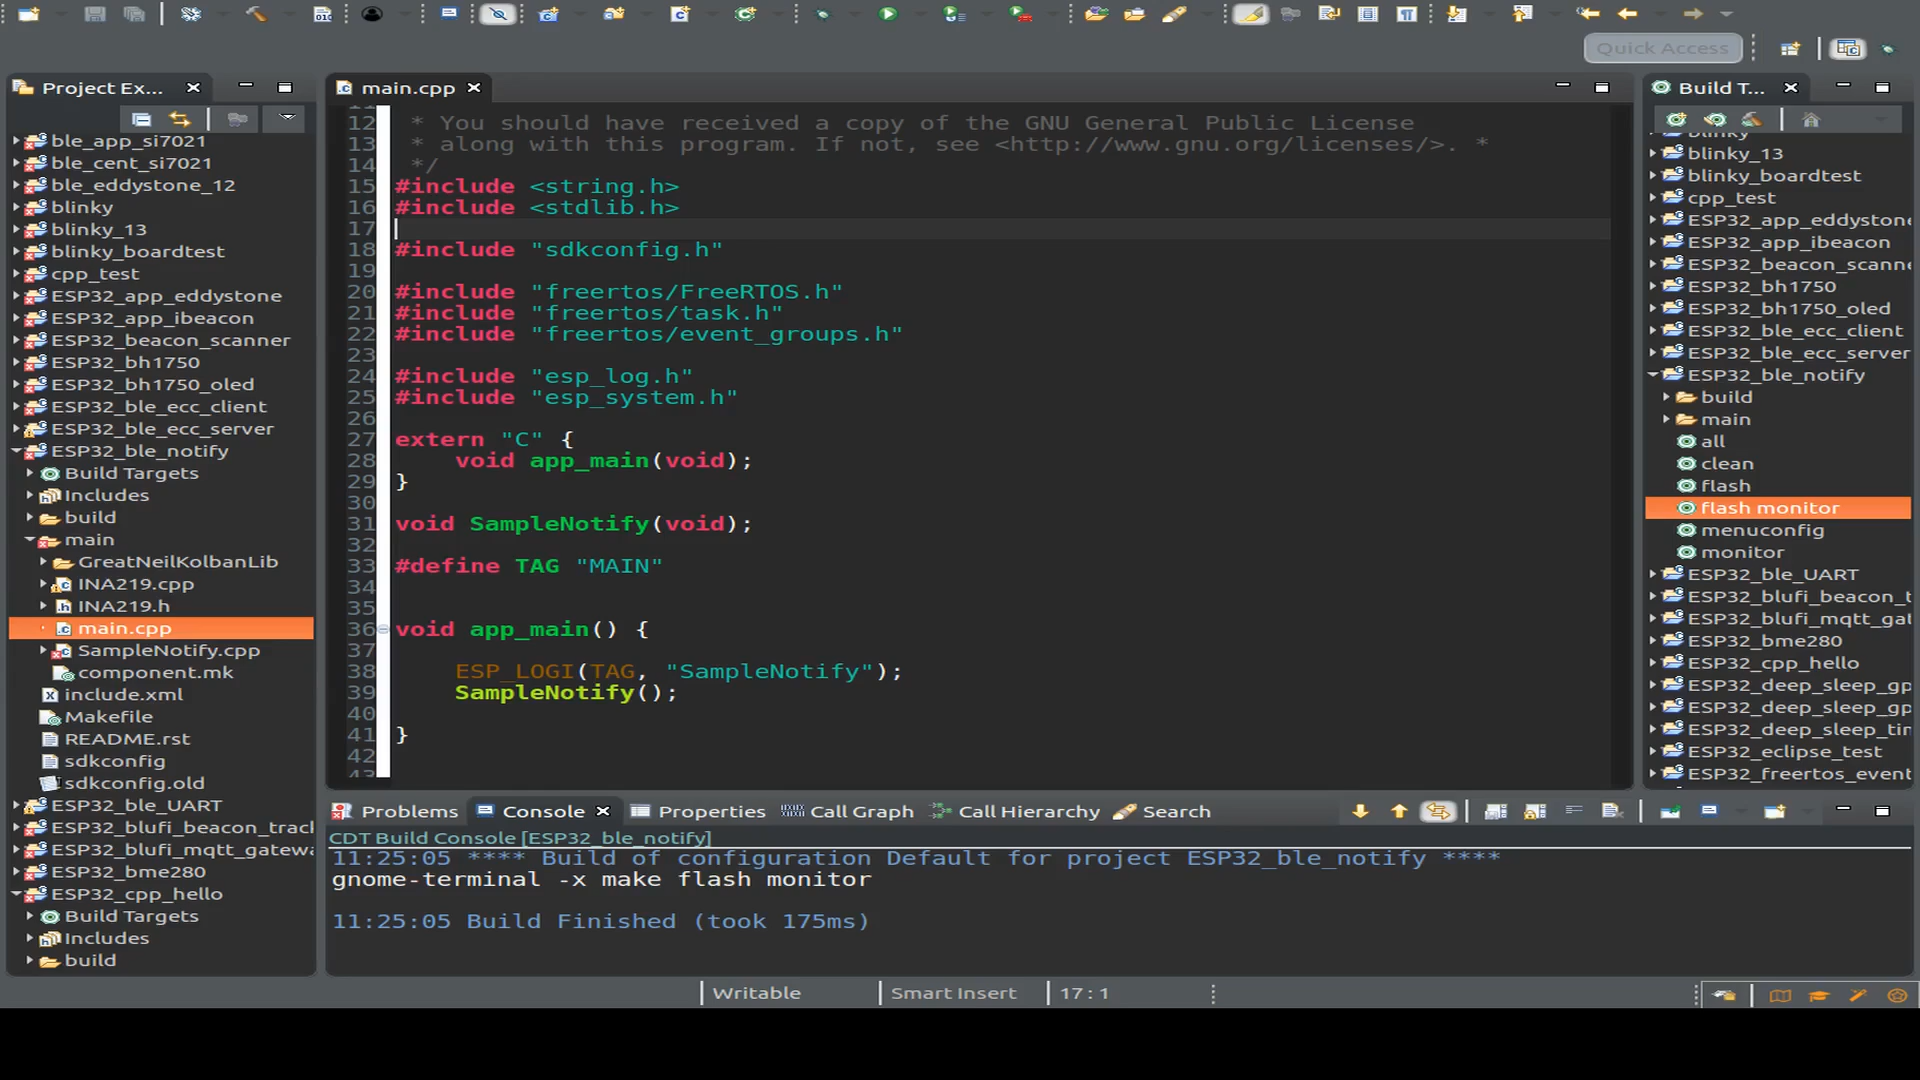 Quick Access
Project Ex...
ble_app_si7021
ble_cent_si7021
ble_eddystone_12
blinky
blinky_13
blinky_boardtest
cpp_test
ESP32_app_eddystone
ESP32_app_ibeacon
ESP32_beacon_scanner
ESP32_bh1750
ESP32_bh1750_oled
ESP32_ble_ecc_client
ESP32_ble_ecc_server
ESP32_ble_notify
Build Targets
Includes
build
main
GreatNeilKolbanLib
INA219.cpp
INA219.h
main.cpp
SampleNotify.cpp
component.mk
include.xml
Makefile
README.rst
sdkconfig
sdkconfig.old
ESP32_ble_UART
ESP32_blufi_beacon_track
ESP32_blufi_mqtt_gatewa
ESP32_bme280
ESP32_cpp_hello
Build Targets
Includes
build
main.cpp
12 * You should have received a copy of the GNU General Public License
13 * along with this program. If not, see <http://www.gnu.org/licenses/>. *
14 */
15 #include <string.h>
16 #include <stdlib.h>
17
18 #include "sdkconfig.h"
19
20 #include "freertos/FreeRTOS.h"
21 #include "freertos/task.h"
22 #include "freertos/event_groups.h"
23
24 #include "esp_log.h"
25 #include "esp_system.h"
26
27 extern "C" {
28 void app_main(void);
29 }
30
31 void SampleNotify(void);
32
33 #define TAG "MAIN"
34
35
36 void app_main() {
37
38 ESP_LOGI(TAG, "SampleNotify");
39 SampleNotify();
40
41 }
42
43
Build T...
blinky
blinky_13
blinky_boardtest
cpp_test
ESP32_app_eddystone
ESP32_app_ibeacon
ESP32_beacon_scanne
ESP32_bh1750
ESP32_bh1750_oled
ESP32_ble_ecc_client
ESP32_ble_ecc_server
ESP32_ble_notify
build
main
all
clean
flash
flash monitor
menuconfig
monitor
ESP32_ble_UART
ESP32_blufi_beacon_t
ESP32_blufi_mqtt_gat
ESP32_bme280
ESP32_cpp_hello
ESP32_deep_sleep_gp
ESP32_deep_sleep_gp
ESP32_deep_sleep_tin
ESP32_eclipse_test
ESP32_freertos_event
Problems Console Properties Call Graph Call Hierarchy Search
CDT Build Console [ESP32_ble_notify]
11:25:05 **** Build of configuration Default for project ESP32_ble_notify ****
gnome-terminal -x make flash monitor
11:25:05 Build Finished (took 175ms)
Writable Smart Insert 17 : 1